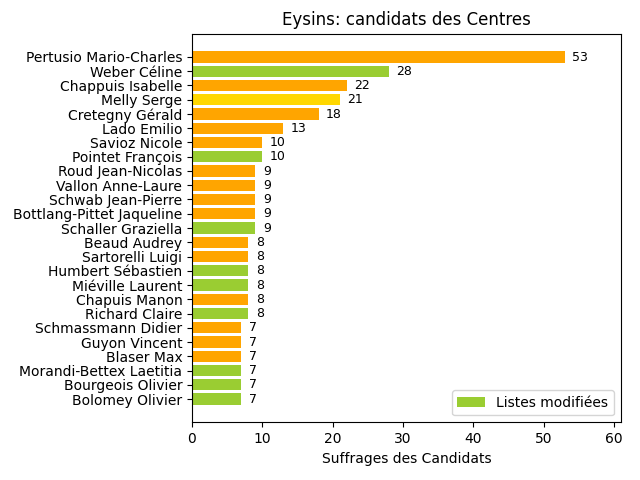 Eysins: candidats des Centres
Pertusio Mario-Charles 53
Weber Céline 28
Chappuis Isabelle 22
Melly Serge 21
Cretegny Gérald 18
Lado Emilio 13
Savioz Nicole 10
Pointet François 10
Roud Jean-Nicolas 9
Vallon Anne-Laure 9
Schwab Jean-Pierre 9
Bottlang-Pittet Jaqueline 9
Schaller Graziella 9
Beaud Audrey 8
Sartorelli Luigi 8
Humbert Sébastien 8
Miéville Laurent 8
Chapuis Manon 8
Richard Claire 8
Schmassmann Didier 7
Guyon Vincent 7
Blaser Max 7
Morandi-Bettex Laetitia 7
Bourgeois Olivier 7
Bolomey Olivier 7
Listes modifiées
0 10 20 30 40 50 60
Suffrages des Candidats